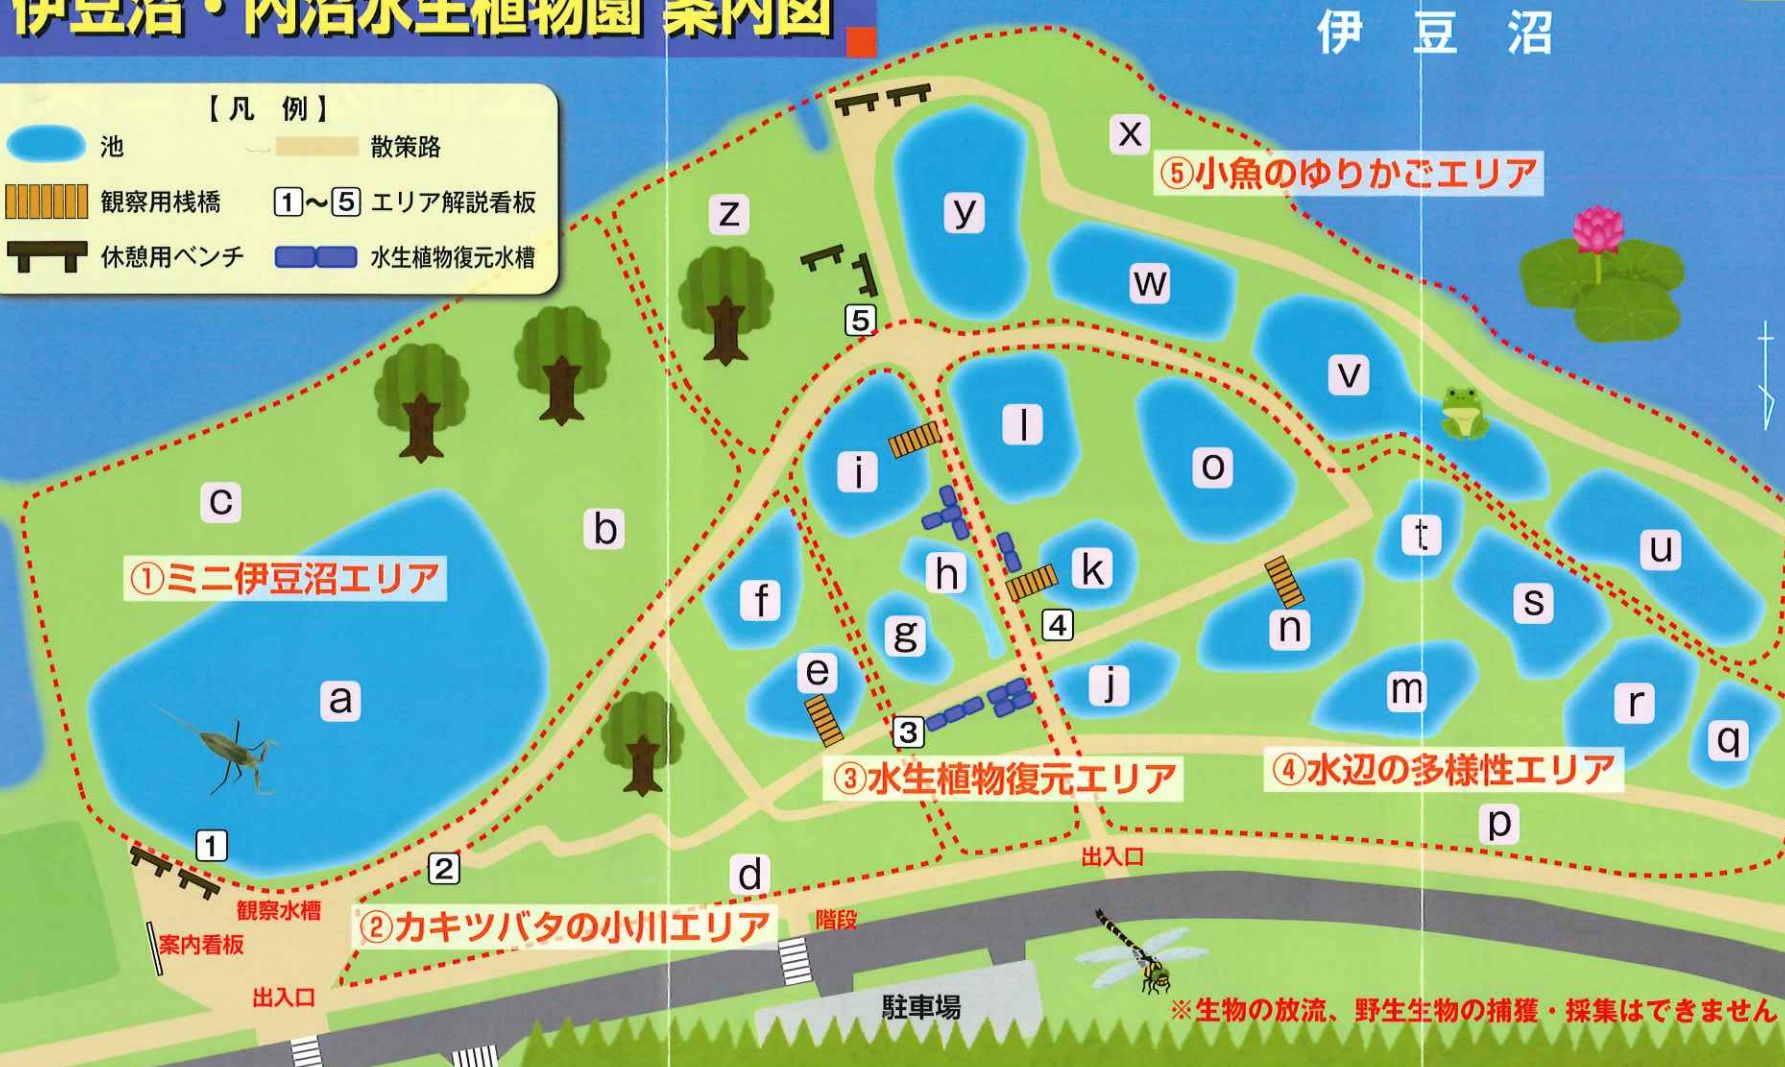 伊豆沼・内沼水生植物園 案内図
伊豆沼
【凡 例】
池
散策路
観察用桟橋
1～5 エリア解説看板
休憩用ベンチ
水生植物復元水槽
x
⑤小魚のゆりかごエリア
z
y
w
5
v
l
i
o
c
b
t
u
①ミニ伊豆沼エリア
h
k
f
s
g
4
n
e
a
j
m
r
3
q
③水生植物復元エリア
④水辺の多様性エリア
p
1
2
d
出入口
観察水槽
②カキツバタの小川エリア
階段
案内看板
出入口
駐車場
※生物の放流、野生生物の捕獲・採集はできません